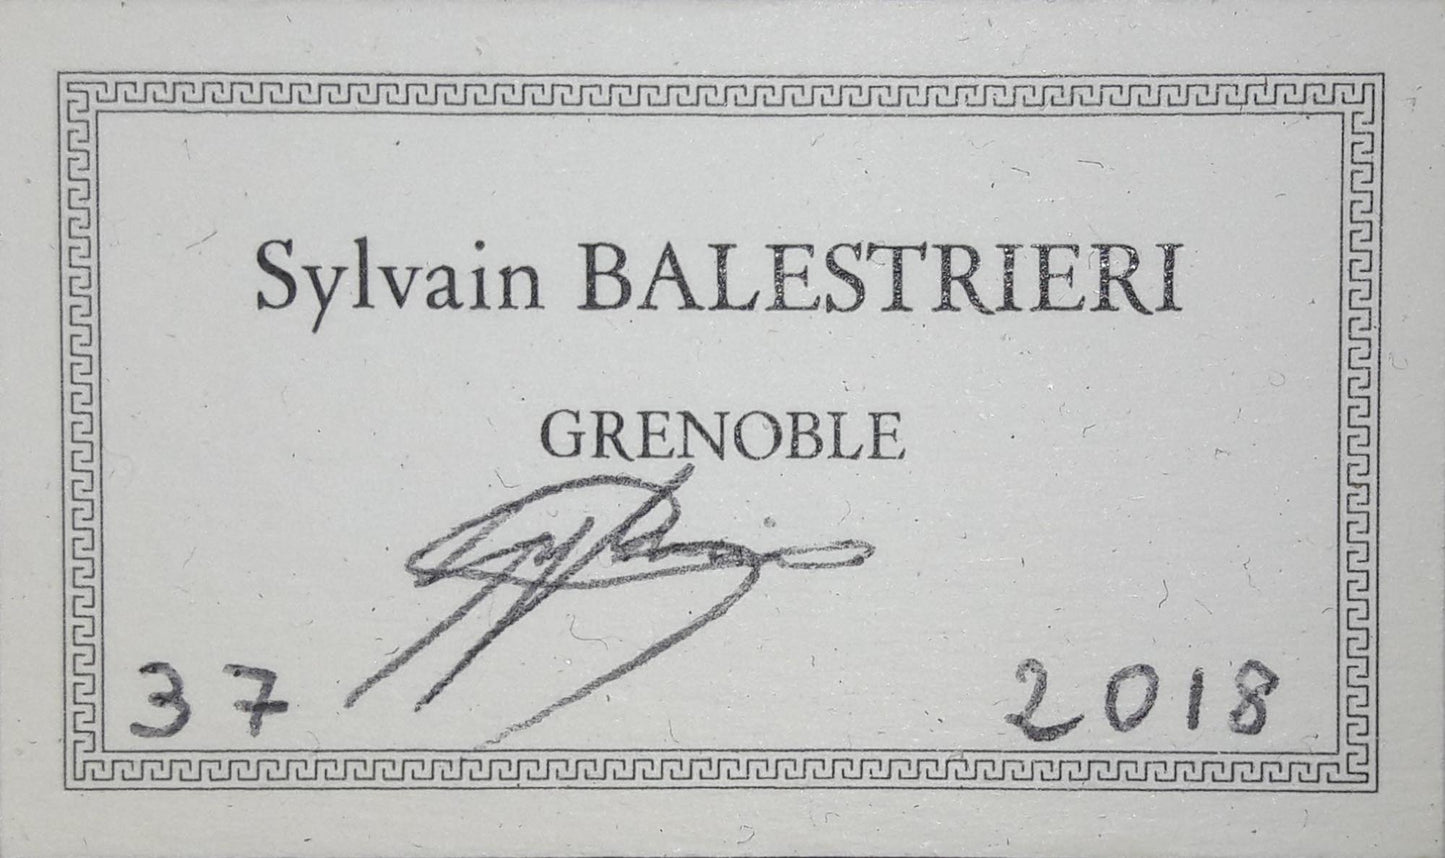 Sylvain BALESTRIERI
GRENOBLE
37 2018